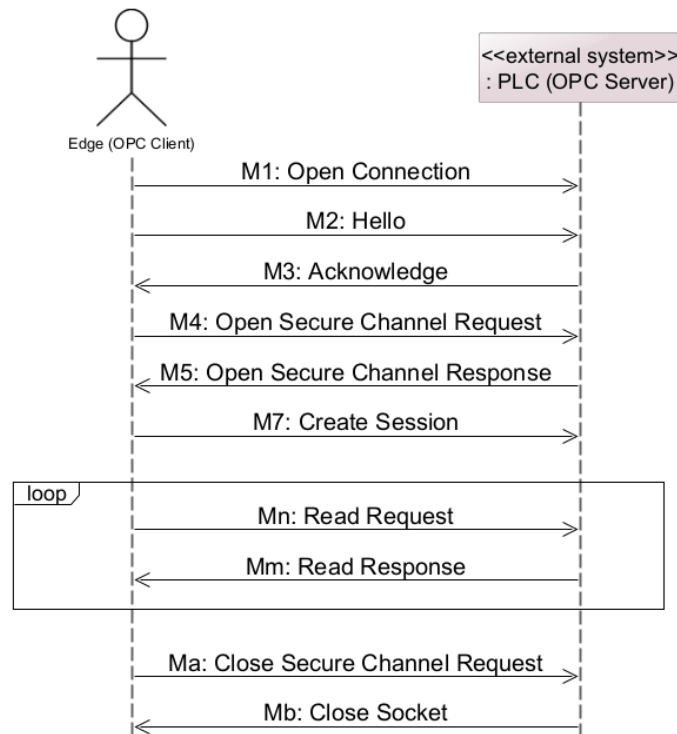 <<external system>>
: PLC (OPC Server)
Edge (OPC Client)
M1: Open Connection
M2: Hello
M3: Acknowledge
M4: Open Secure Channel Request
M5: Open Secure Channel Response
M7: Create Session
loop
Mn: Read Request
Mm: Read Response
Ma: Close Secure Channel Request
Mb: Close Socket